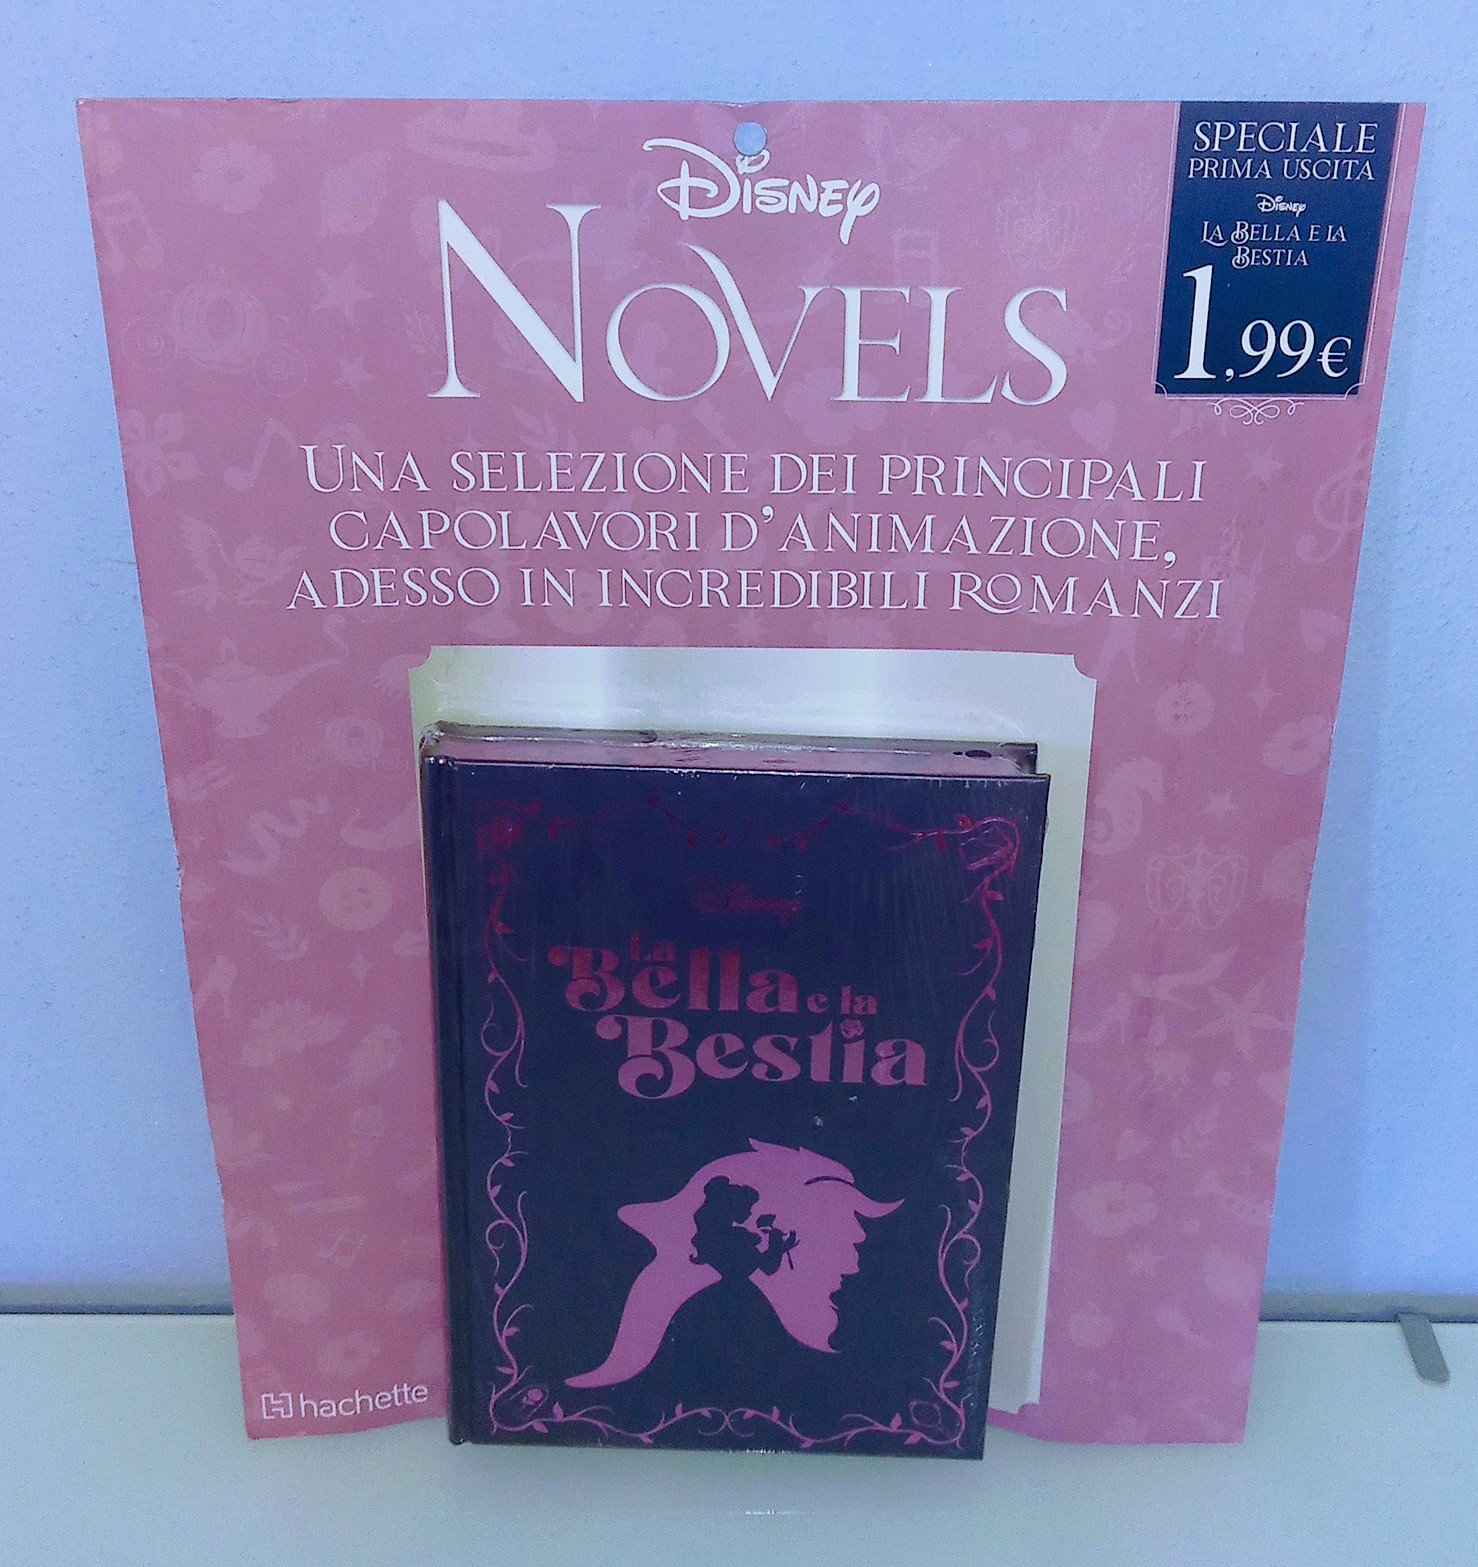 Disney
NOVELS
UNA SELEZIONE DEI PRINCIPALI
CAPOLAVORI D'ANIMAZIONE,
ADESSO IN INCREDIBILI ROMANZI
SPECIALE
PRIMA USCITA
Disney
LA BELLA E LA
BESTIA
1,99€
Disney
La
Bella e la
Bestia
hachette